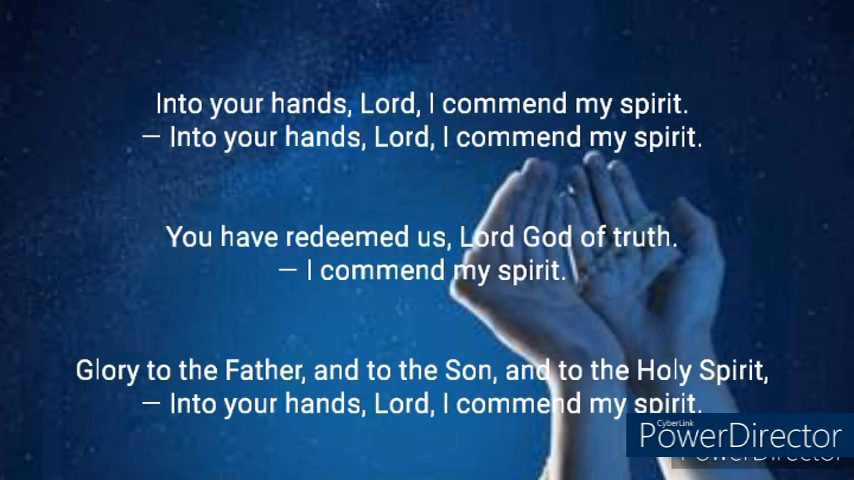 Into your hands, Lord, I commend my spirit.
– Into your hands, Lord, I commend my spirit.
You have redeemed us, Lord God of truth.
– I commend my spirit.
Glory to the Father, and to the Son, and to the Holy Spirit,
– Into your hands, Lord, I commend my spirit.
CyberLink
PowerDirector
PowerDirector